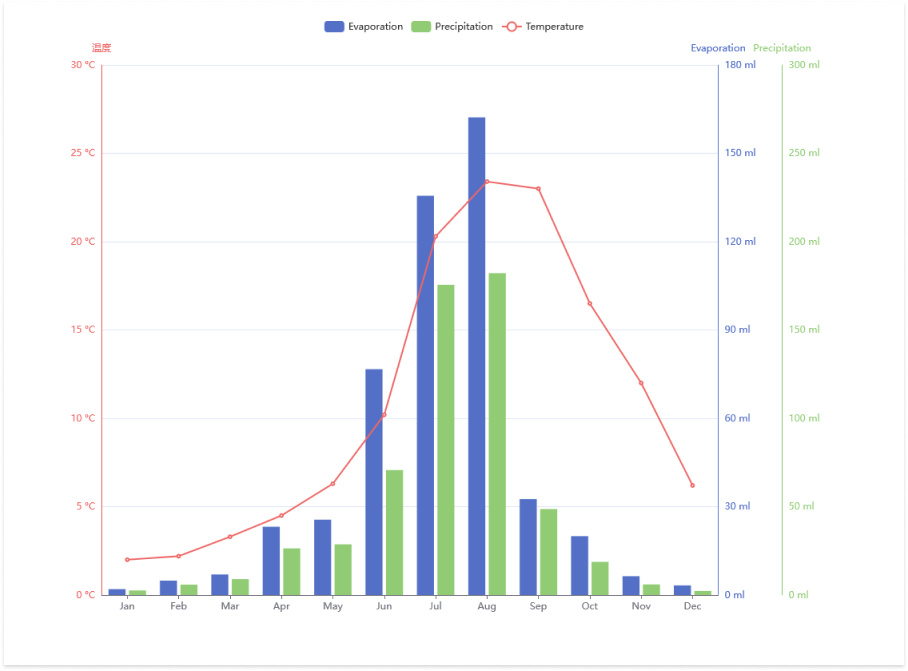 Evaporation Precipitation Temperature
温度 Evaporation Precipitation
30 °C 180 ml 300 ml
25 °C 150 ml 250 ml
20 °C 120 ml 200 ml
15 °C 90 ml 150 ml
10 °C 60 ml 100 ml
5 °C 30 ml 50 ml
0 °C 0 ml 0 ml
Jan Feb Mar Apr May Jun Jul Aug Sep Oct Nov Dec